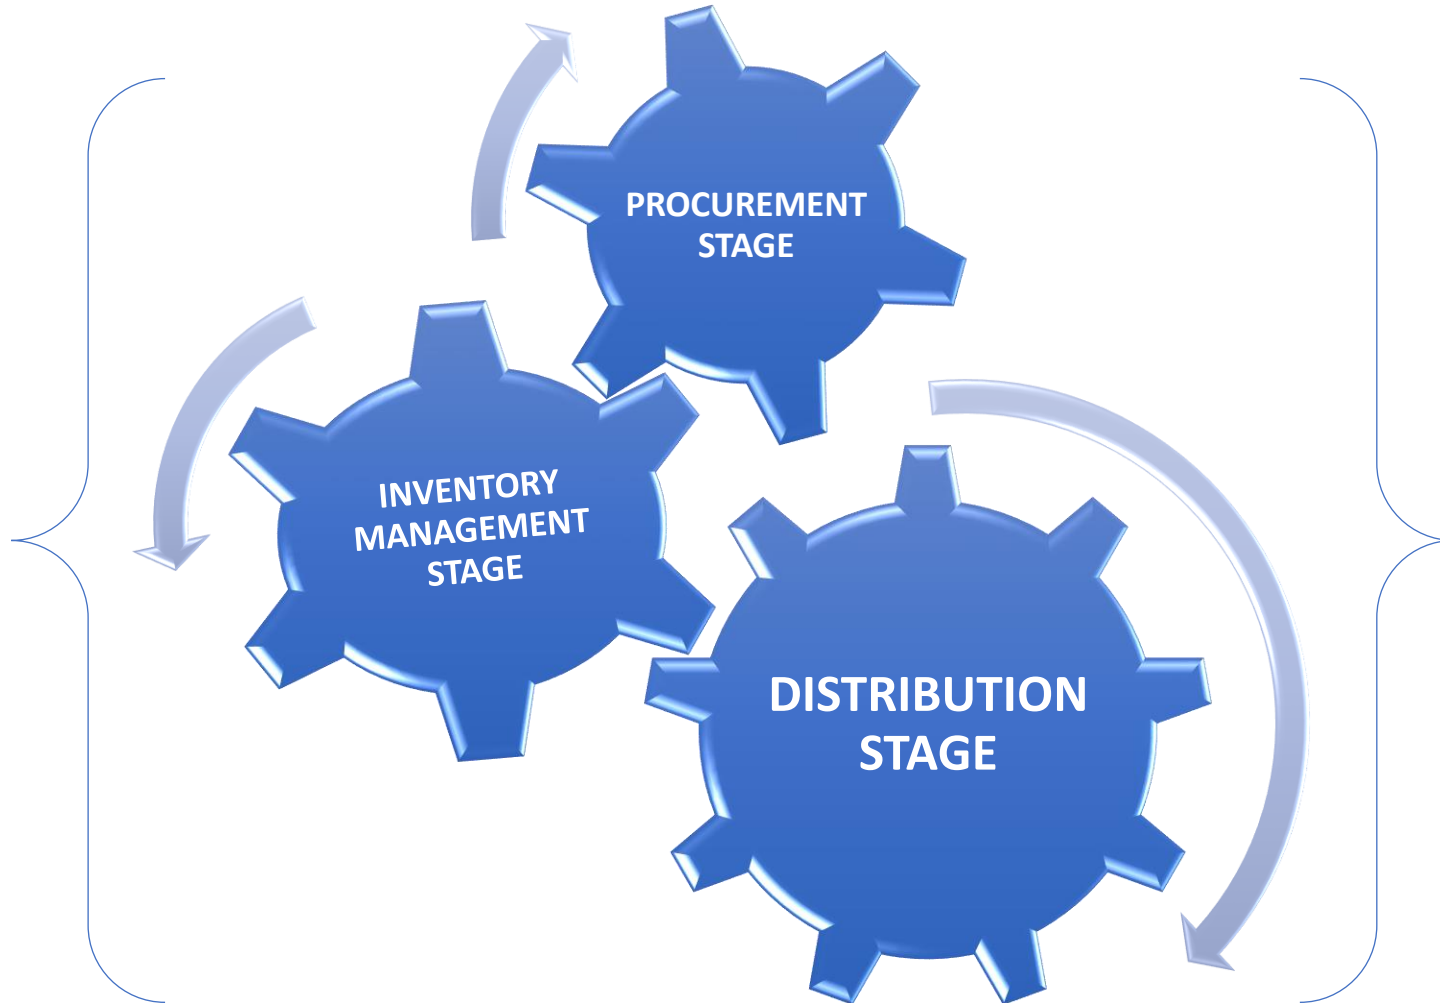 PROCUREMENT
STAGE
INVENTORY
MANAGEMENT
STAGE
DISTRIBUTION
STAGE